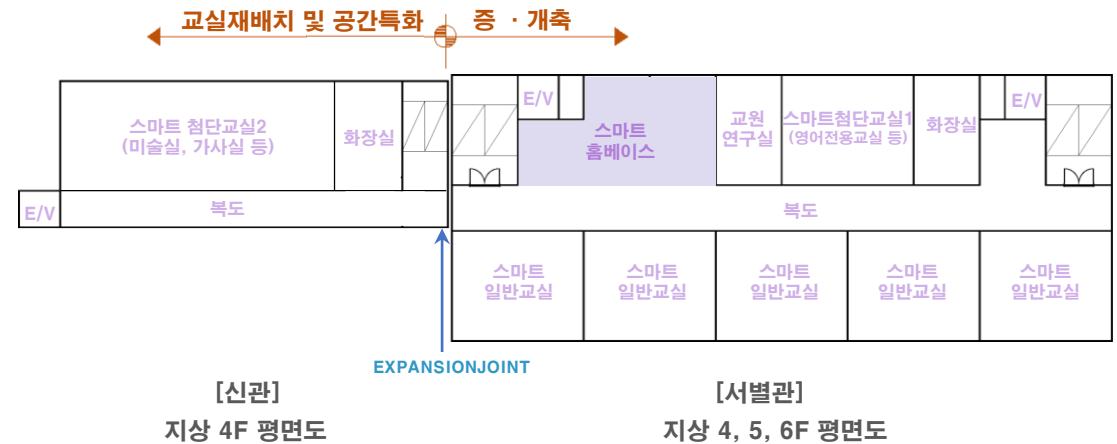 교실재배치 및 공간특화 증 · 개축
스마트 첨단교실2
(미술실, 가사실 등)
화장실
E/V
복도
E/V
스마트
홈베이스
교원
연구실
스마트첨단교실1
(영어전용교실 등)
화장실
E/V
복도
스마트
일반교실
스마트
일반교실
스마트
일반교실
스마트
일반교실
스마트
일반교실
EXPANSIONJOINT
[신관]
지상 4F 평면도
[서별관]
지상 4, 5, 6F 평면도